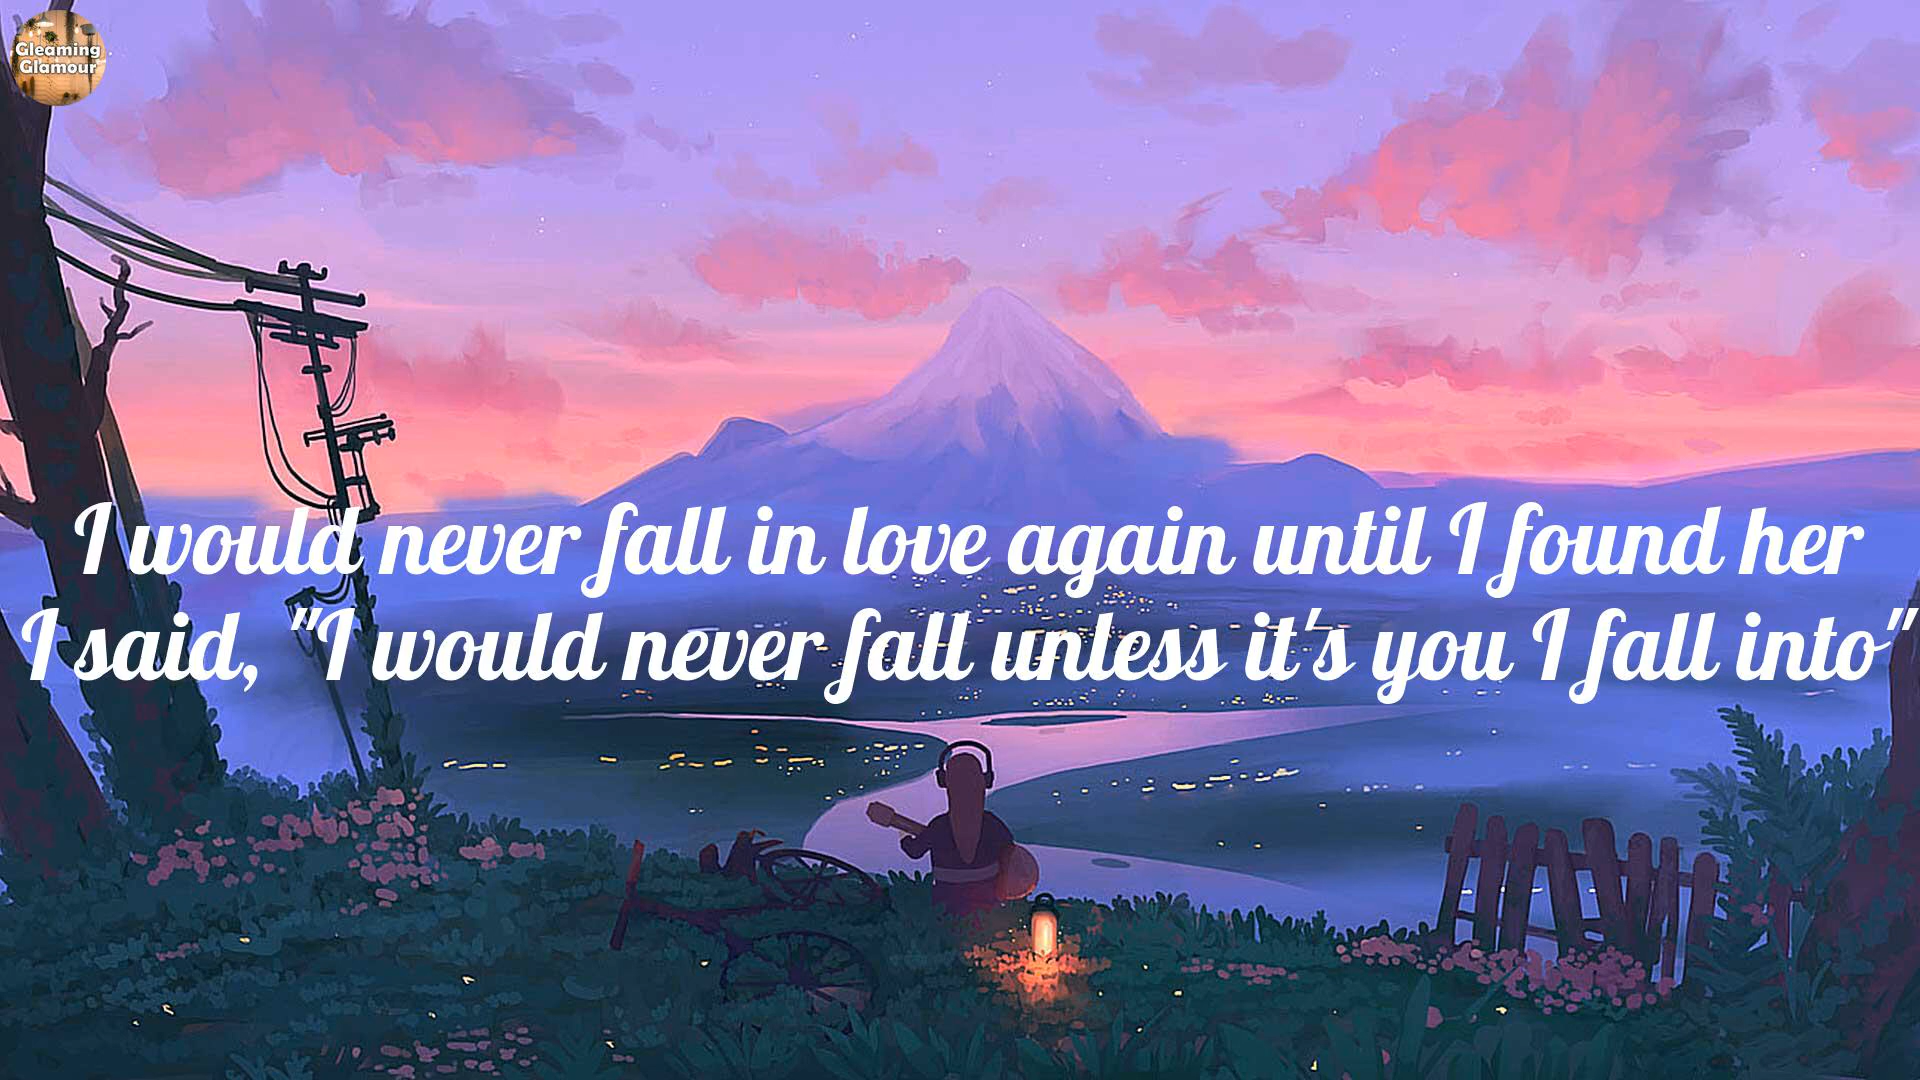 Gleaming
Glamour
I would never fall in love again until I found her
I said, "I would never fall unless it's you I fall into"